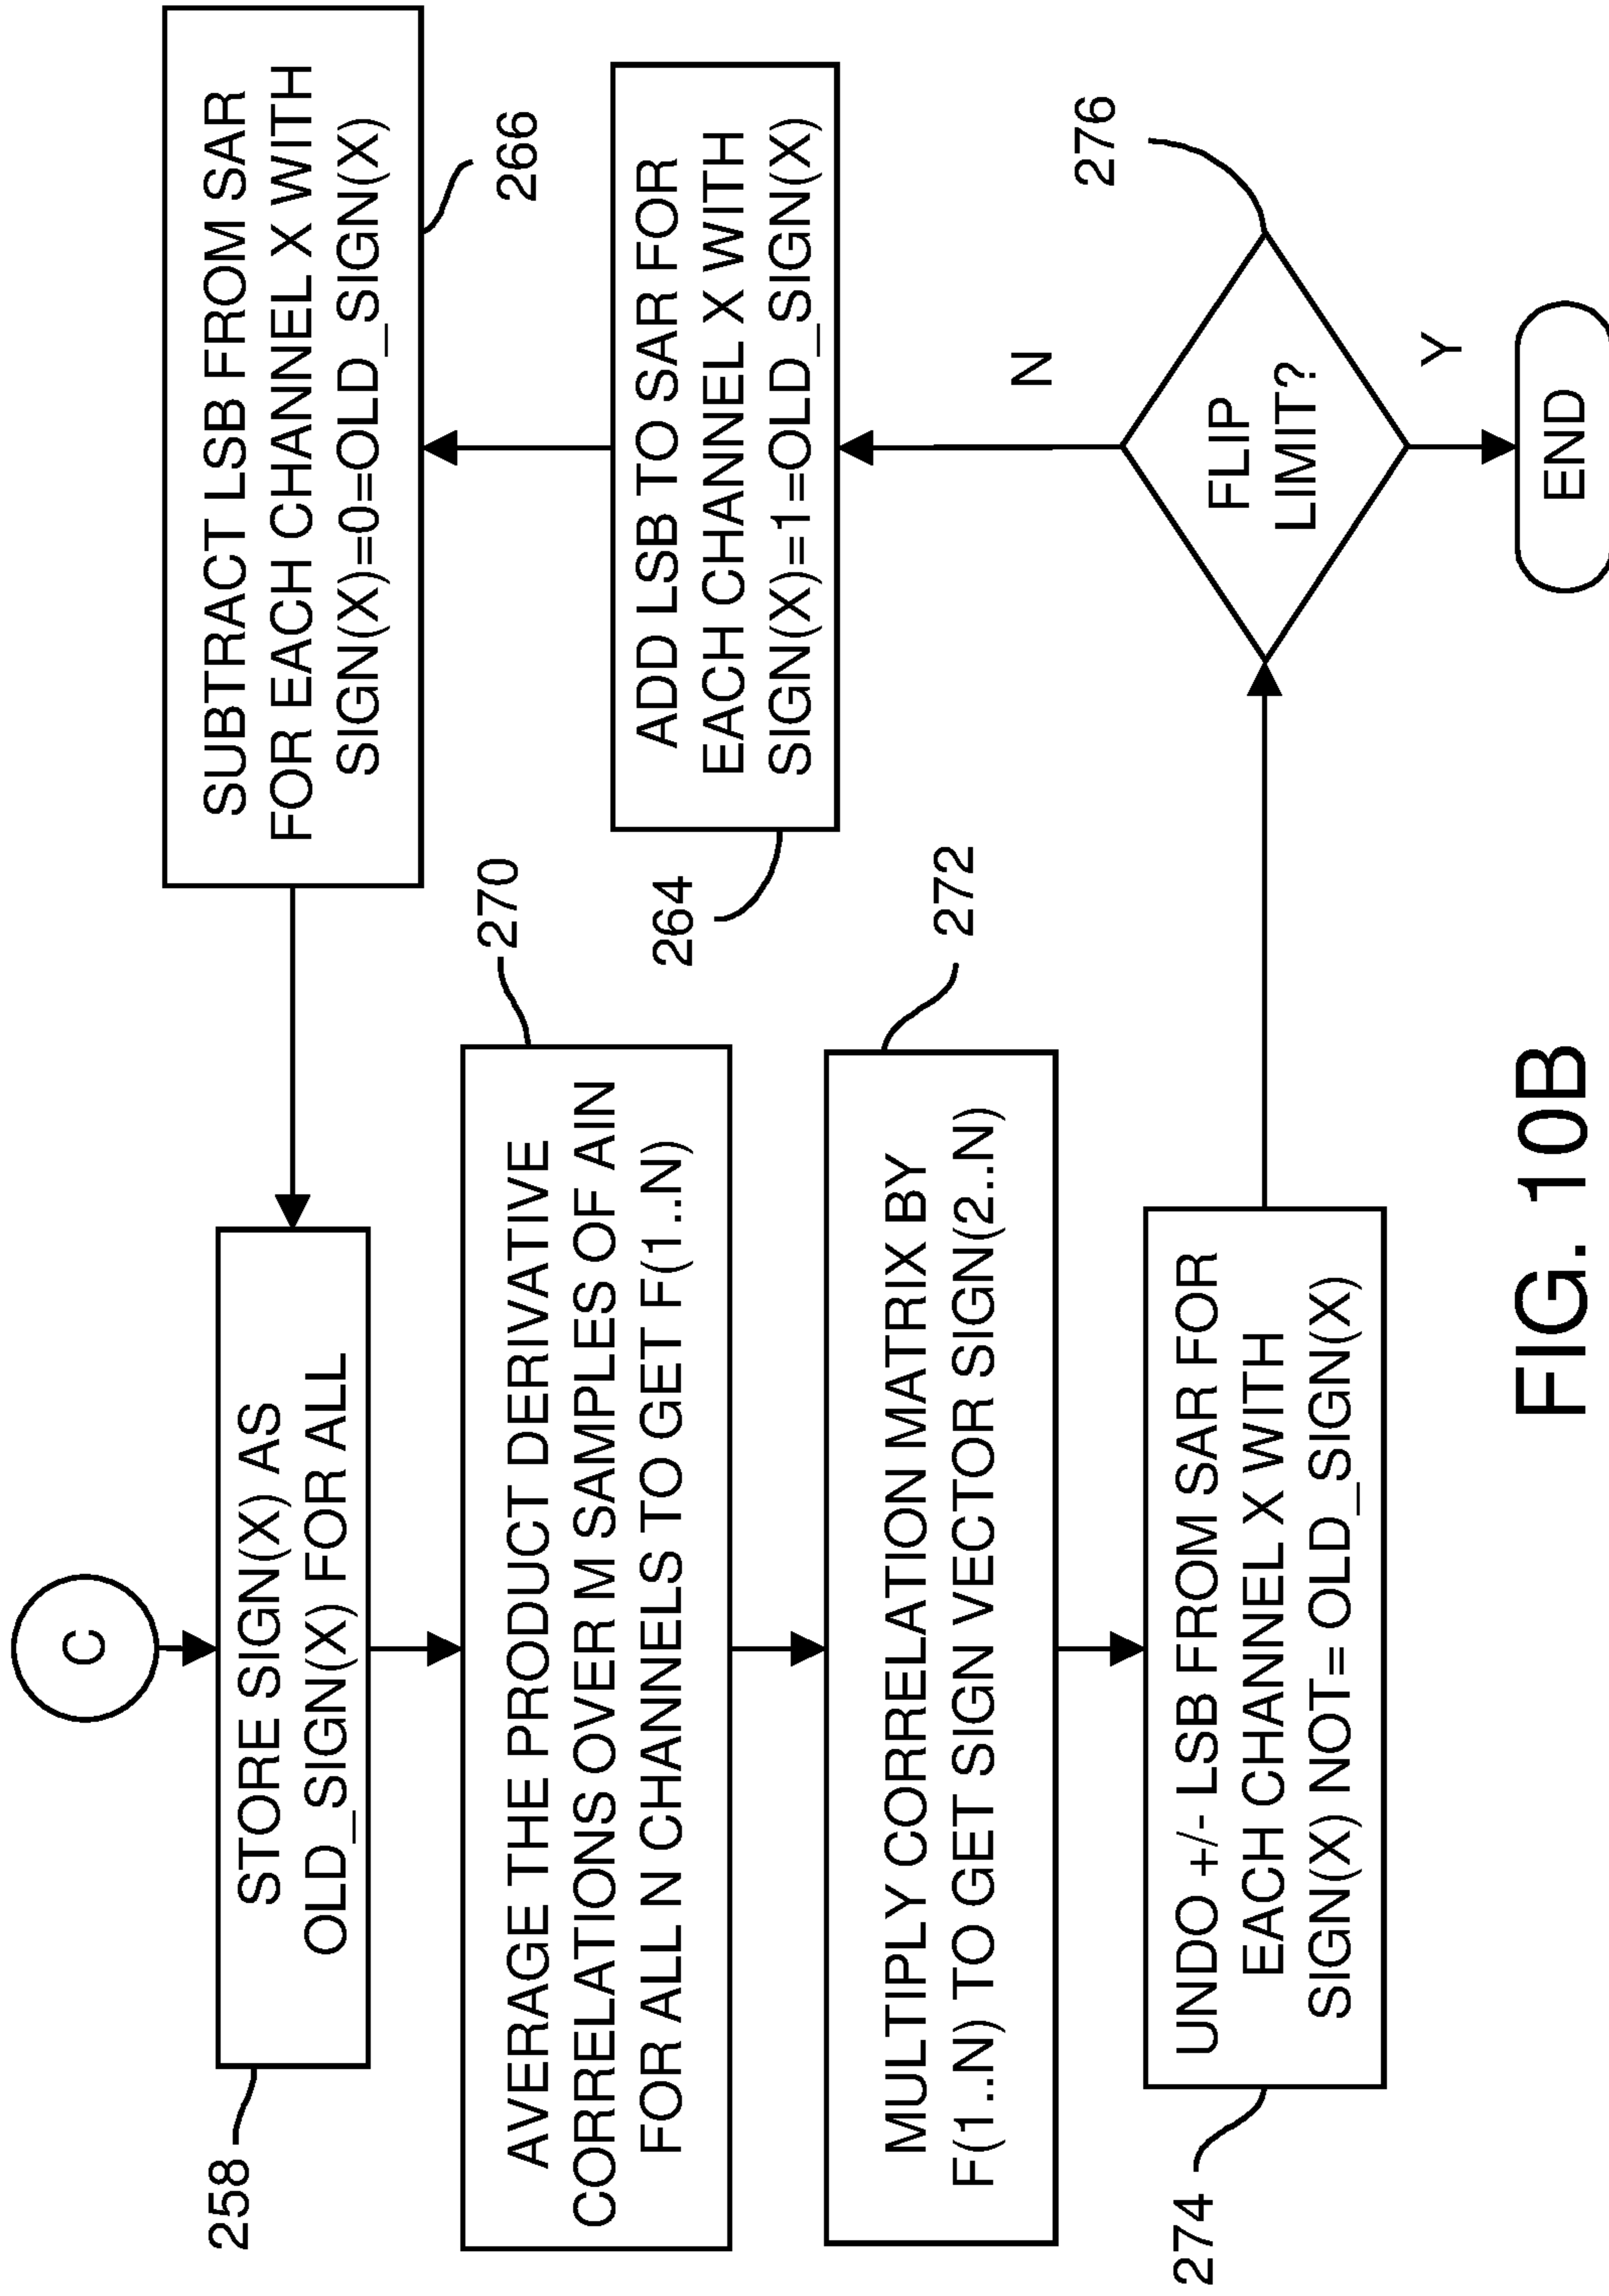 C
STORE SIGN(X) AS
OLD_SIGN(X) FOR ALL
258
AVERAGE THE PRODUCT DERIVATIVE
CORRELATIONS OVER M SAMPLES OF AIN
FOR ALL N CHANNELS TO GET F(1..N)
270
MULTIPLY CORRELATION MATRIX BY
F(1..N) TO GET SIGN VECTOR SIGN(2..N)
272
UNDO +/- LSB FROM SAR FOR
EACH CHANNEL X WITH
SIGN(X) NOT= OLD_SIGN(X)
274
SUBTRACT LSB FROM SAR
FOR EACH CHANNEL X WITH
SIGN(X)=0=OLD_SIGN(X)
266
ADD LSB TO SAR FOR
EACH CHANNEL X WITH
SIGN(X)=1=OLD_SIGN(X)
264
N
FLIP
LIMIT?
276
Y
END
FIG. 10B